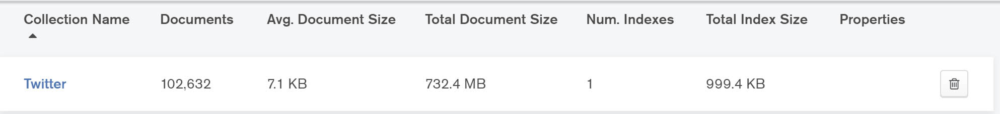 Collection Name Documents Avg. Document Size Total Document Size Num. Indexes Total Index Size Properties
Twitter 102,632 7.1 KB 732.4 MB 1 999.4 KB